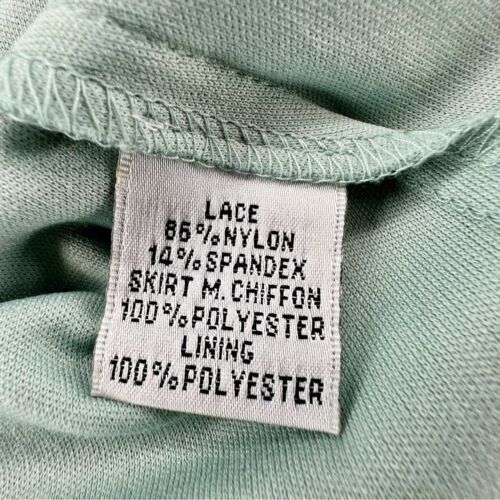 LACE
86%NYLON
14%SPANDEX
SKIRT M.CHIFFON
100%POLYESTER
LINING
100%POLYESTER